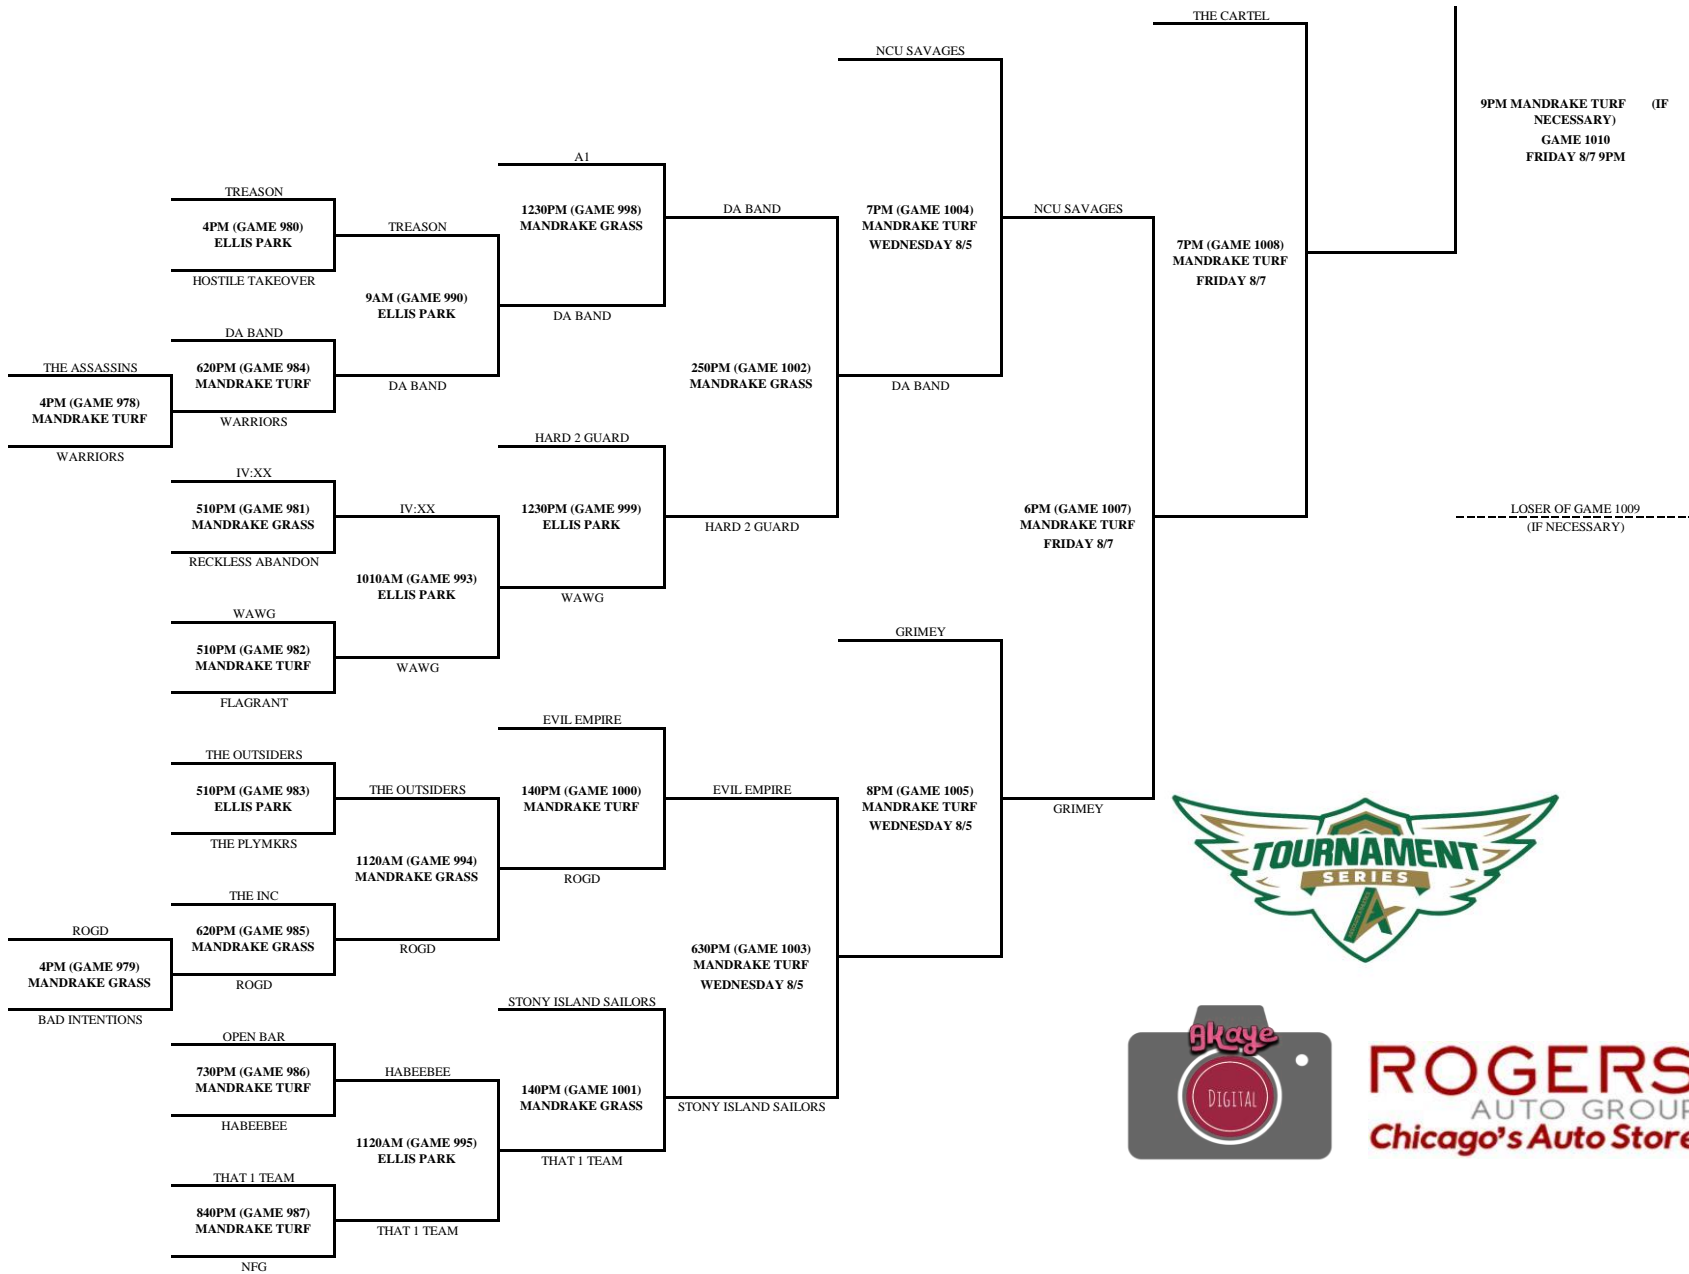 THE CARTEL
NCU SAVAGES
9PM MANDRAKE TURF (IF
NECESSARY)
GAME 1010
FRIDAY 8/7 9PM
A1
TREASON
4PM (GAME 980)
ELLIS PARK
HOSTILE TAKEOVER
TREASON
1230PM (GAME 998)
MANDRAKE GRASS
DA BAND
7PM (GAME 1004)
MANDRAKE TURF
WEDNESDAY 8/5
NCU SAVAGES
7PM (GAME 1008)
MANDRAKE TURF
FRIDAY 8/7
9AM (GAME 990)
ELLIS PARK
DA BAND
DA BAND
THE ASSASSINS
4PM (GAME 978)
MANDRAKE TURF
WARRIORS
620PM (GAME 984)
MANDRAKE TURF
WARRIORS
DA BAND
250PM (GAME 1002)
MANDRAKE GRASS
DA BAND
HARD 2 GUARD
IV:XX
510PM (GAME 981)
MANDRAKE GRASS
RECKLESS ABANDON
IV:XX
1230PM (GAME 999)
ELLIS PARK
HARD 2 GUARD
6PM (GAME 1007)
MANDRAKE TURF
FRIDAY 8/7
LOSER OF GAME 1009
(IF NECESSARY)
1010AM (GAME 993)
ELLIS PARK
WAWG
WAWG
510PM (GAME 982)
MANDRAKE TURF
FLAGRANT
WAWG
GRIMEY
EVIL EMPIRE
THE OUTSIDERS
510PM (GAME 983)
ELLIS PARK
THE PLYMKRS
THE OUTSIDERS
140PM (GAME 1000)
MANDRAKE TURF
EVIL EMPIRE
8PM (GAME 1005)
MANDRAKE TURF
WEDNESDAY 8/5
GRIMEY
1120AM (GAME 994)
MANDRAKE GRASS
ROGD
THE INC
ROGD
4PM (GAME 979)
MANDRAKE GRASS
BAD INTENTIONS
620PM (GAME 985)
MANDRAKE GRASS
ROGD
ROGD
630PM (GAME 1003)
MANDRAKE TURF
WEDNESDAY 8/5
STONY ISLAND SAILORS
OPEN BAR
730PM (GAME 986)
MANDRAKE TURF
HABEEBEE
HABEEBEE
140PM (GAME 1001)
MANDRAKE GRASS
STONY ISLAND SAILORS
1120AM (GAME 995)
ELLIS PARK
THAT 1 TEAM
THAT 1 TEAM
840PM (GAME 987)
MANDRAKE TURF
NFG
THAT 1 TEAM
TOURNAMENT
SERIES
Akaye
DIGITAL
ROGERS
AUTO GROUP
Chicago's Auto Store